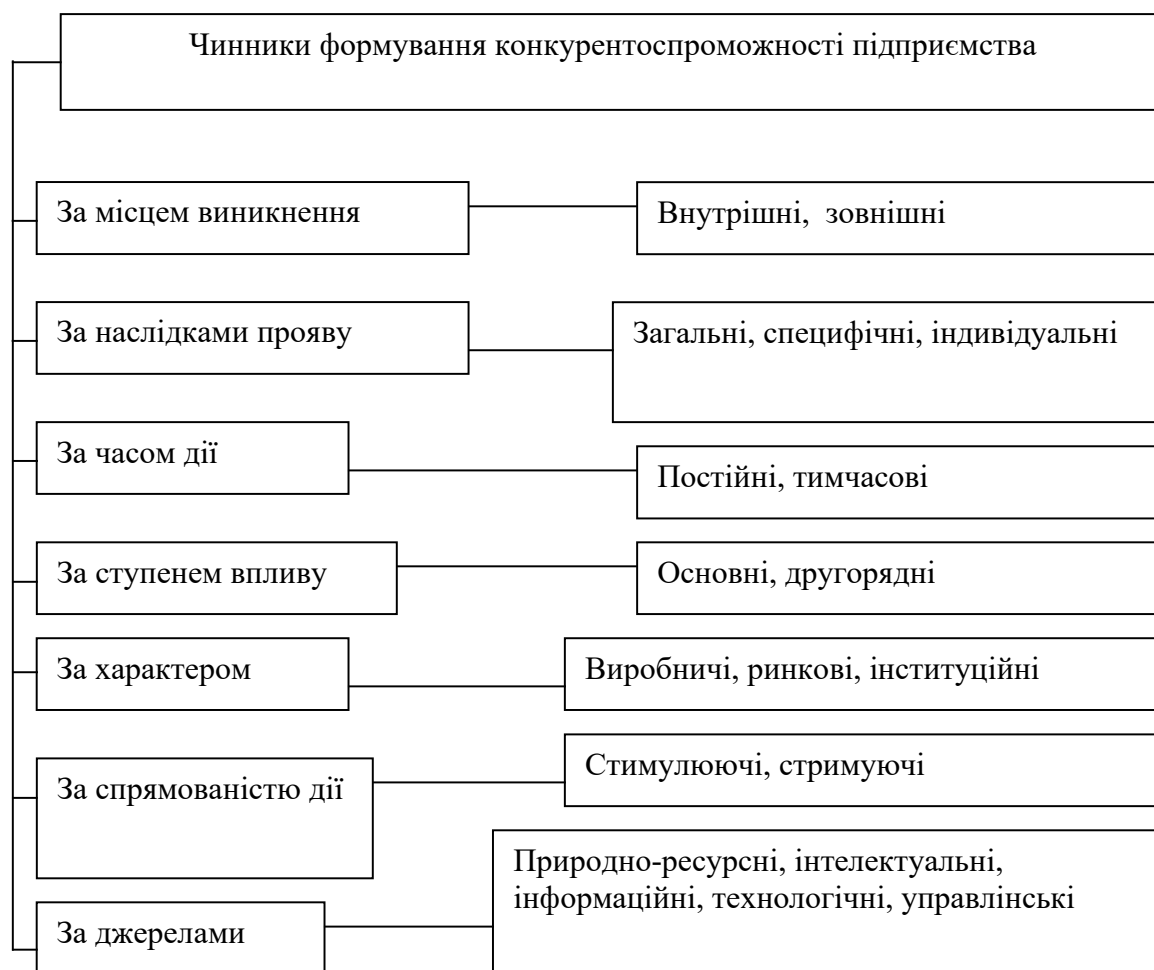 Чинники формування конкурентоспроможності підприємства
За місцем виникнення
Внутрішні, зовнішні
За наслідками прояву
Загальні, специфічні, індивідуальні
За часом дії
Постійні, тимчасові
За ступенем впливу
Основні, другорядні
За характером
Виробничі, ринкові, інституційні
За спрямованістю дії
Стимулюючі, стримуючі
За джерелами
Природно-ресурсні, інтелектуальні,
інформаційні, технологічні, управлінські